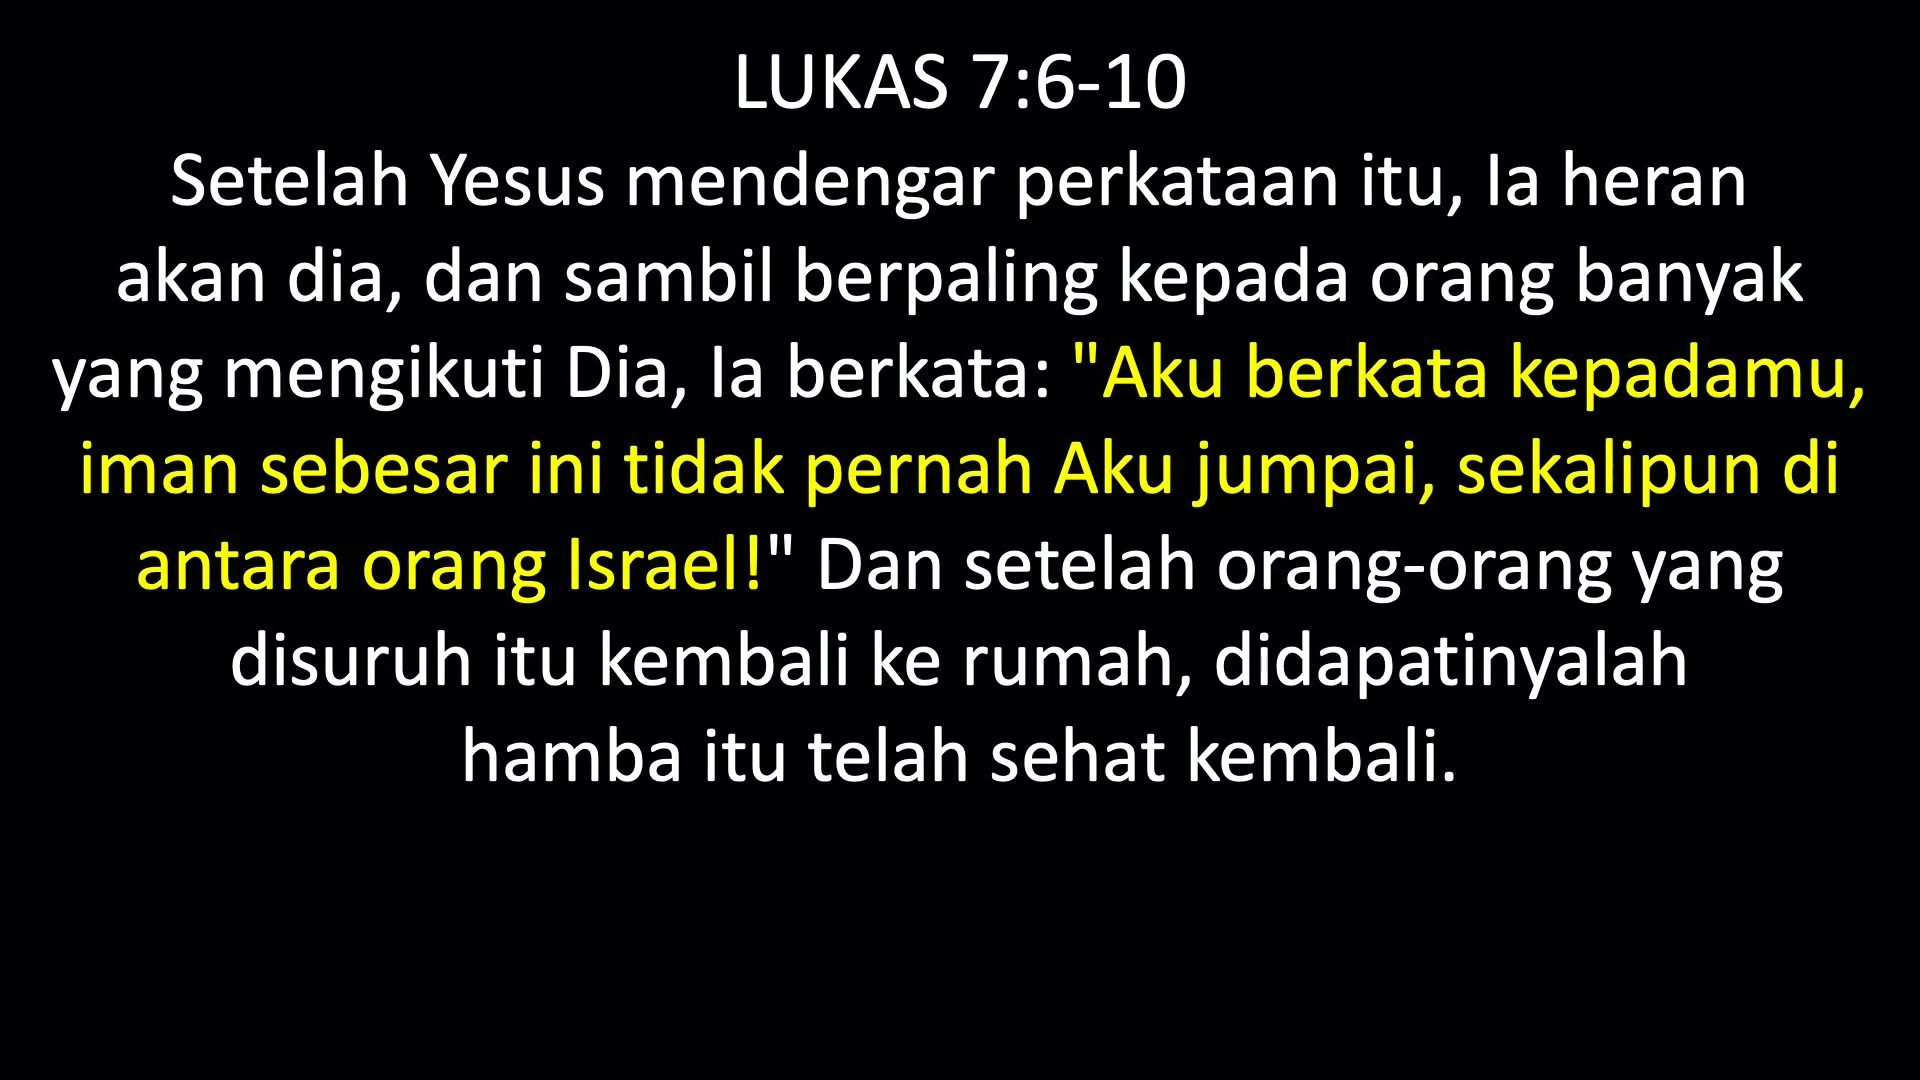 LUKAS 7:6-10
Setelah Yesus mendengar perkataan itu, Ia heran
akan dia, dan sambil berpaling kepada orang banyak
yang mengikuti Dia, Ia berkata: "Aku berkata kepadamu,
iman sebesar ini tidak pernah Aku jumpai, sekalipun di
antara orang Israel!" Dan setelah orang-orang yang
disuruh itu kembali ke rumah, didapatinyalah
hamba itu telah sehat kembali.